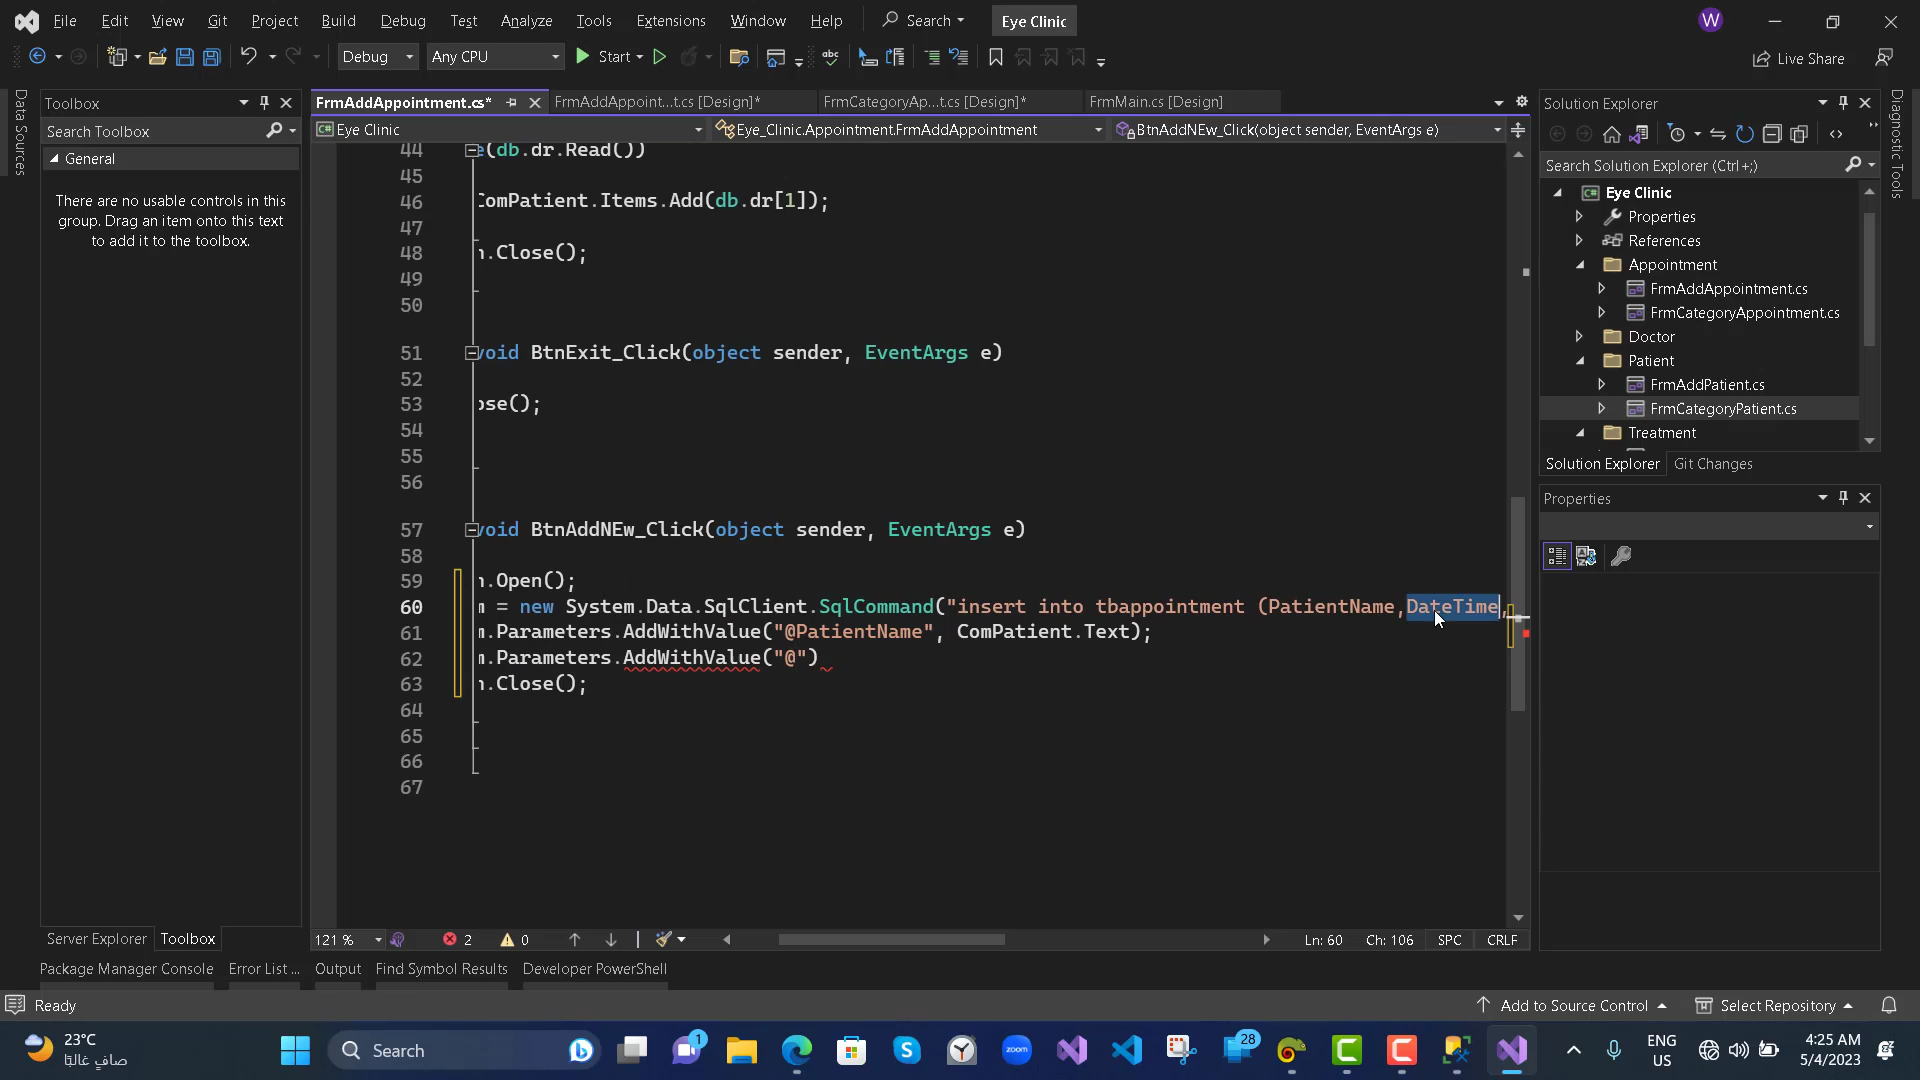 File Edit View Git Project Build Debug Test Analyze Tools Extensions Window Help Search Eye Clinic W
Debug Any CPU Start Live Share
Data Sources
Toolbox
Search Toolbox
General
There are no usable controls in this
group. Drag an item onto this text
to add it to the toolbox.
Server Explorer Toolbox
FrmAddAppointment.cs* FrmAddAppoint...t.cs [Design]* FrmCategoryAp...t.cs [Design]* FrmMain.cs [Design]
Eye Clinic Eye_Clinic.Appointment.FrmAddAppointment BtnAddNEw_Click(object sender, EventArgs e)
44 e(db.dr.Read())
45
46 ComPatient.Items.Add(db.dr[1]);
47
48 n.Close();
49
50
51 void BtnExit_Click(object sender, EventArgs e)
52
53 ose();
54
55
56
57 void BtnAddNEw_Click(object sender, EventArgs e)
58
59 n.Open();
60 m = new System.Data.SqlClient.SqlCommand("insert into tbappointment (PatientName,DateTime,
61 m.Parameters.AddWithValue("@PatientName", ComPatient.Text);
62 m.Parameters.AddWithValue("@")
63 n.Close();
64
65
66
67
121 % 2 0 Ln: 60 Ch: 106 SPC CRLF
Solution Explorer
Search Solution Explorer (Ctrl+;)
Eye Clinic
Properties
References
Appointment
FrmAddAppointment.cs
FrmCategoryAppointment.cs
Doctor
Patient
FrmAddPatient.cs
FrmCategoryPatient.cs
Treatment
Solution Explorer Git Changes
Properties
Diagnostic Tools
Package Manager Console Error List ... Output Find Symbol Results Developer PowerShell
Ready Add to Source Control Select Repository
23°C
صافٍ غالبًا
Search
1
zoom
28
ENG
US
4:25 AM
5/4/2023